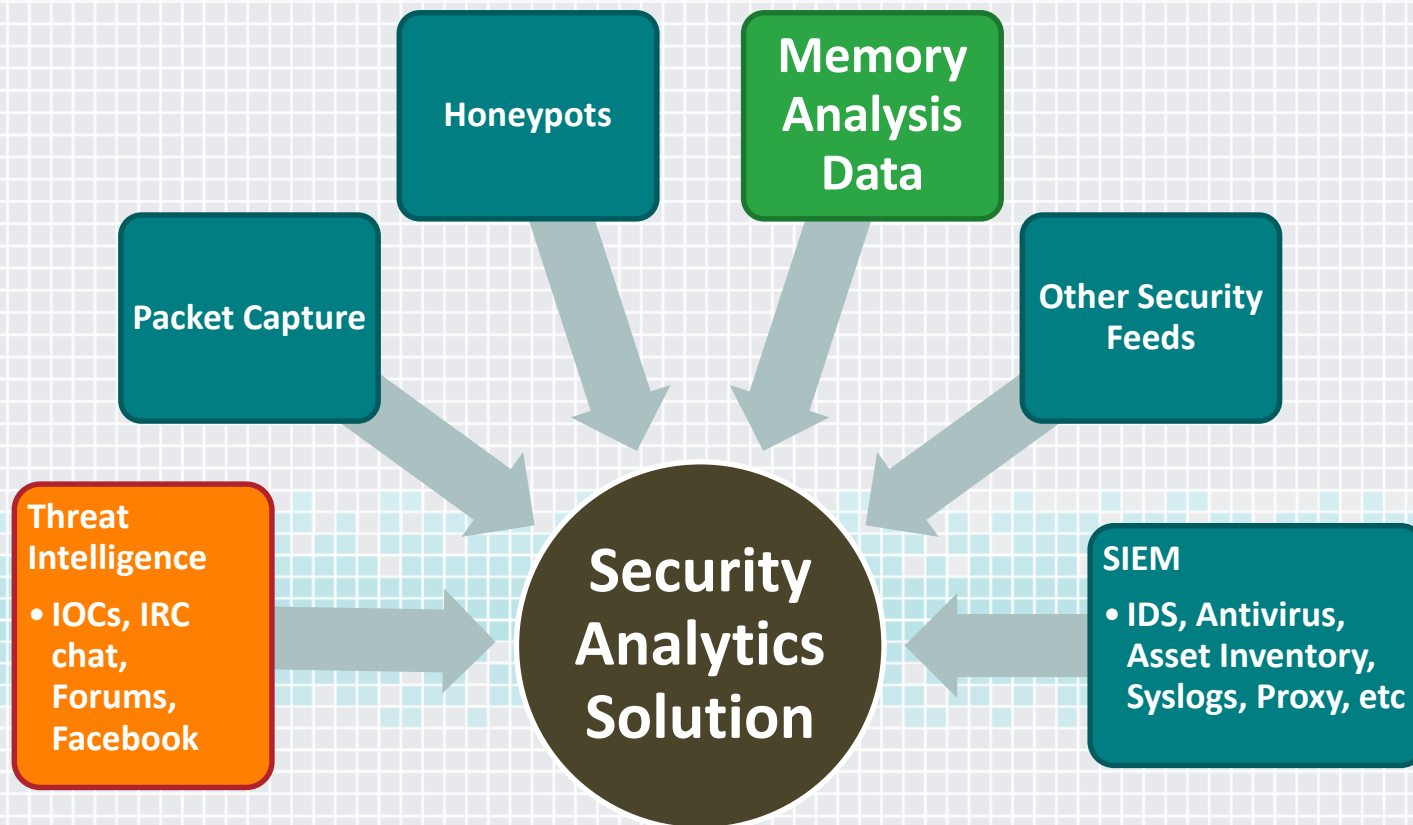 Honeypots
Memory
Analysis
Data
Packet Capture
Other Security
Feeds
Threat
Intelligence
• IOCs, IRC
chat,
Forums,
Facebook
Security
Analytics
Solution
SIEM
• IDS, Antivirus,
Asset Inventory,
Syslogs, Proxy, etc